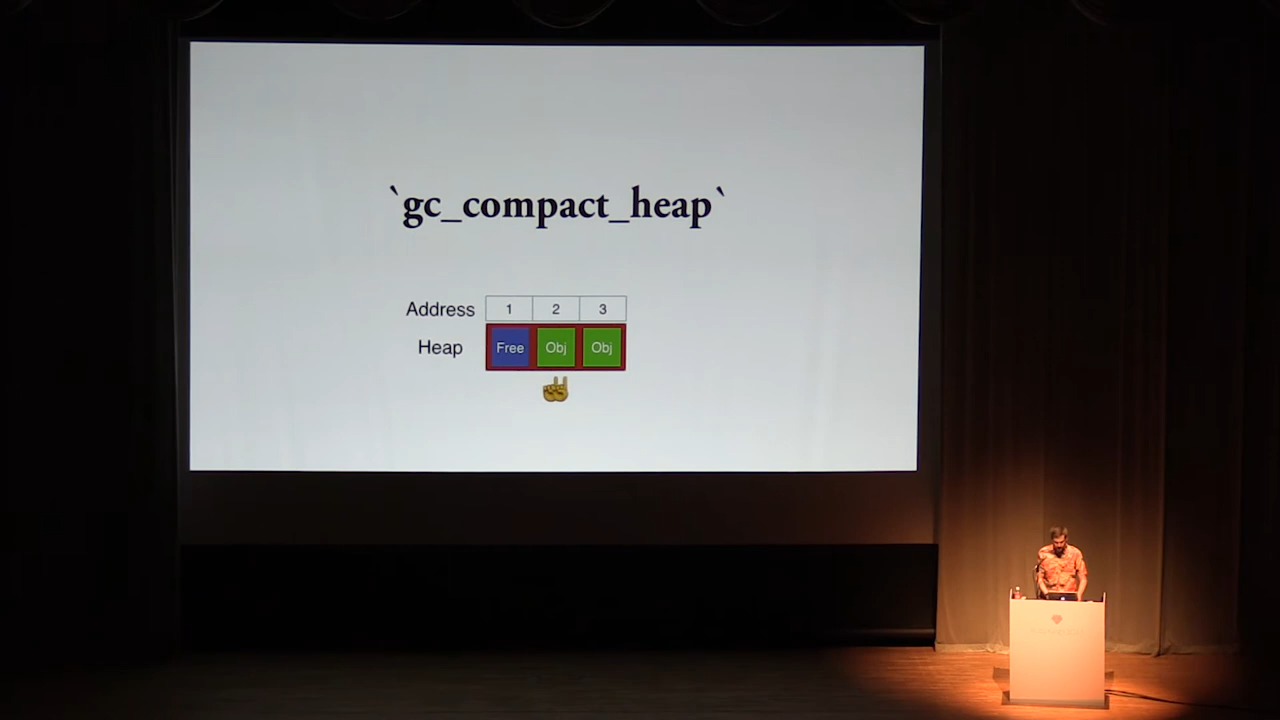 `gc_compact_heap`
Address 1 2 3
Heap Free Obj Obj